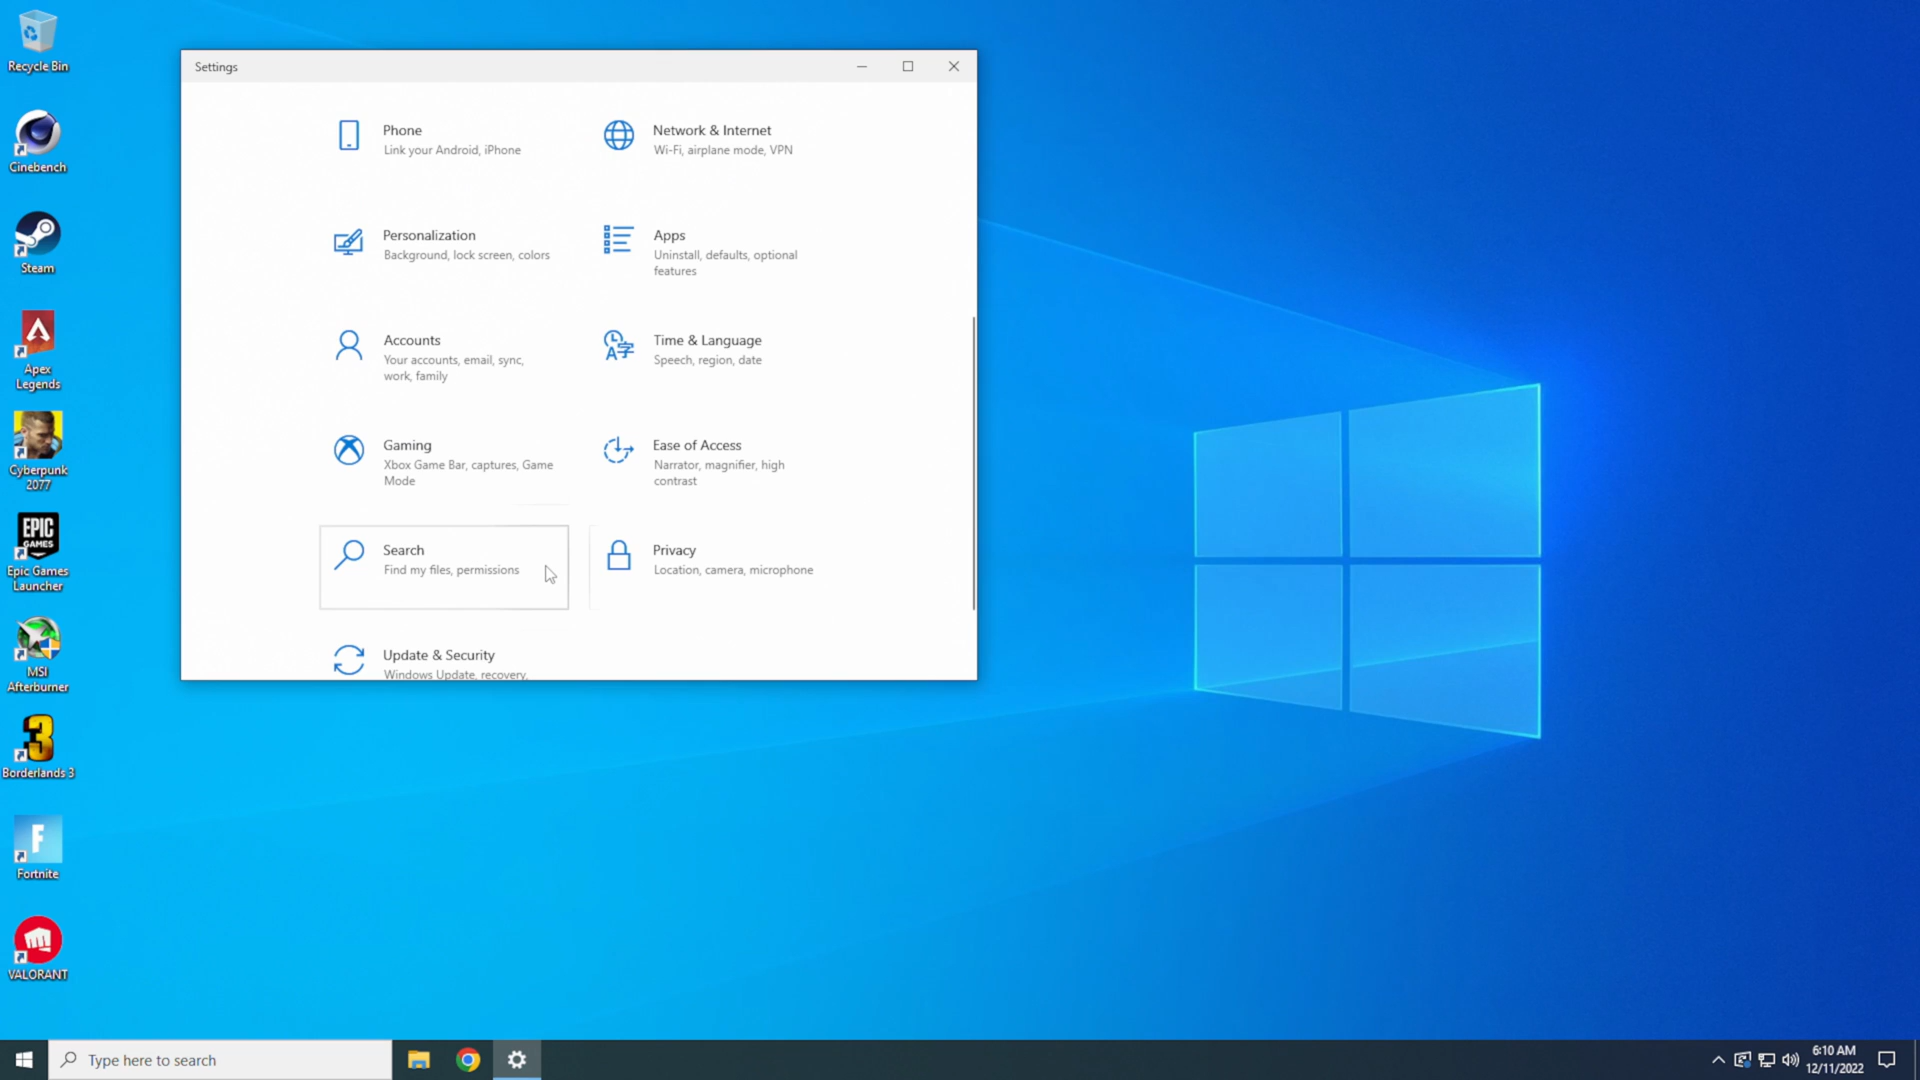 Recycle Bin
Cinebench
Steam
Apex
Legends
Cyberpunk
2077
EPIC
GAMES
Epic Games
Launcher
MSI
Afterburner
3
Borderlands 3
F
Fortnite
VALORANT
Settings
Phone
Link your Android, iPhone
Network & Internet
Wi-Fi, airplane mode, VPN
Personalization
Background, lock screen, colors
Apps
Uninstall, defaults, optional
features
Accounts
Your accounts, email, sync,
work, family
Time & Language
Speech, region, date
Gaming
Xbox Game Bar, captures, Game
Mode
Ease of Access
Narrator, magnifier, high
contrast
Search
Find my files, permissions
Privacy
Location, camera, microphone
Update & Security
Windows Update, recovery,
Type here to search
6:10 AM
12/11/2022